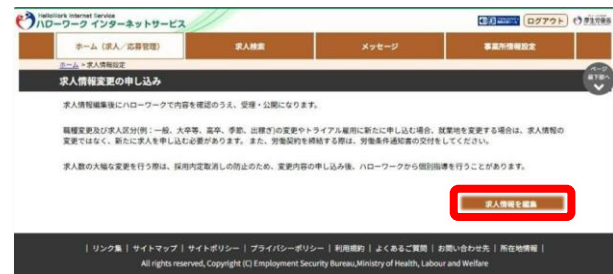 HelloWork Internet Service
ハローワーク インターネットサービス
ログアウト
厚生労働省
ホーム（求人／応募管理）
求人検索
メッセージ
事業所情報設定
ホーム > 求人情報設定
求人情報変更の申し込み
ページ
最下部へ
求人情報編集後にハローワークで内容を確認のうえ、受理・公開になります。
職種変更及び求人区分(例：一般、大卒等、高卒、季節、出稼ぎ)の変更やトライアル雇用に新たに申し込む場合、就業地を変更する場合は、求人情報の
変更ではなく、新たに求人を申し込む必要があります。また、労働契約を締結する際は、労働条件通知書の交付をしてください。
求人数の大幅な変更を行う際は、採用内定取消しの防止のため、変更内容の申し込み後、ハローワークから個別指導を行うことがあります。
求人情報を編集
| リンク集 | サイトマップ | サイトポリシー | プライバシーポリシー | 利用規約 | よくあるご質問 | お問い合わせ先 | 所在地情報 |
All rights reserved, Copyright (C) Employment Security Bureau,Ministry of Health, Labour and Welfare